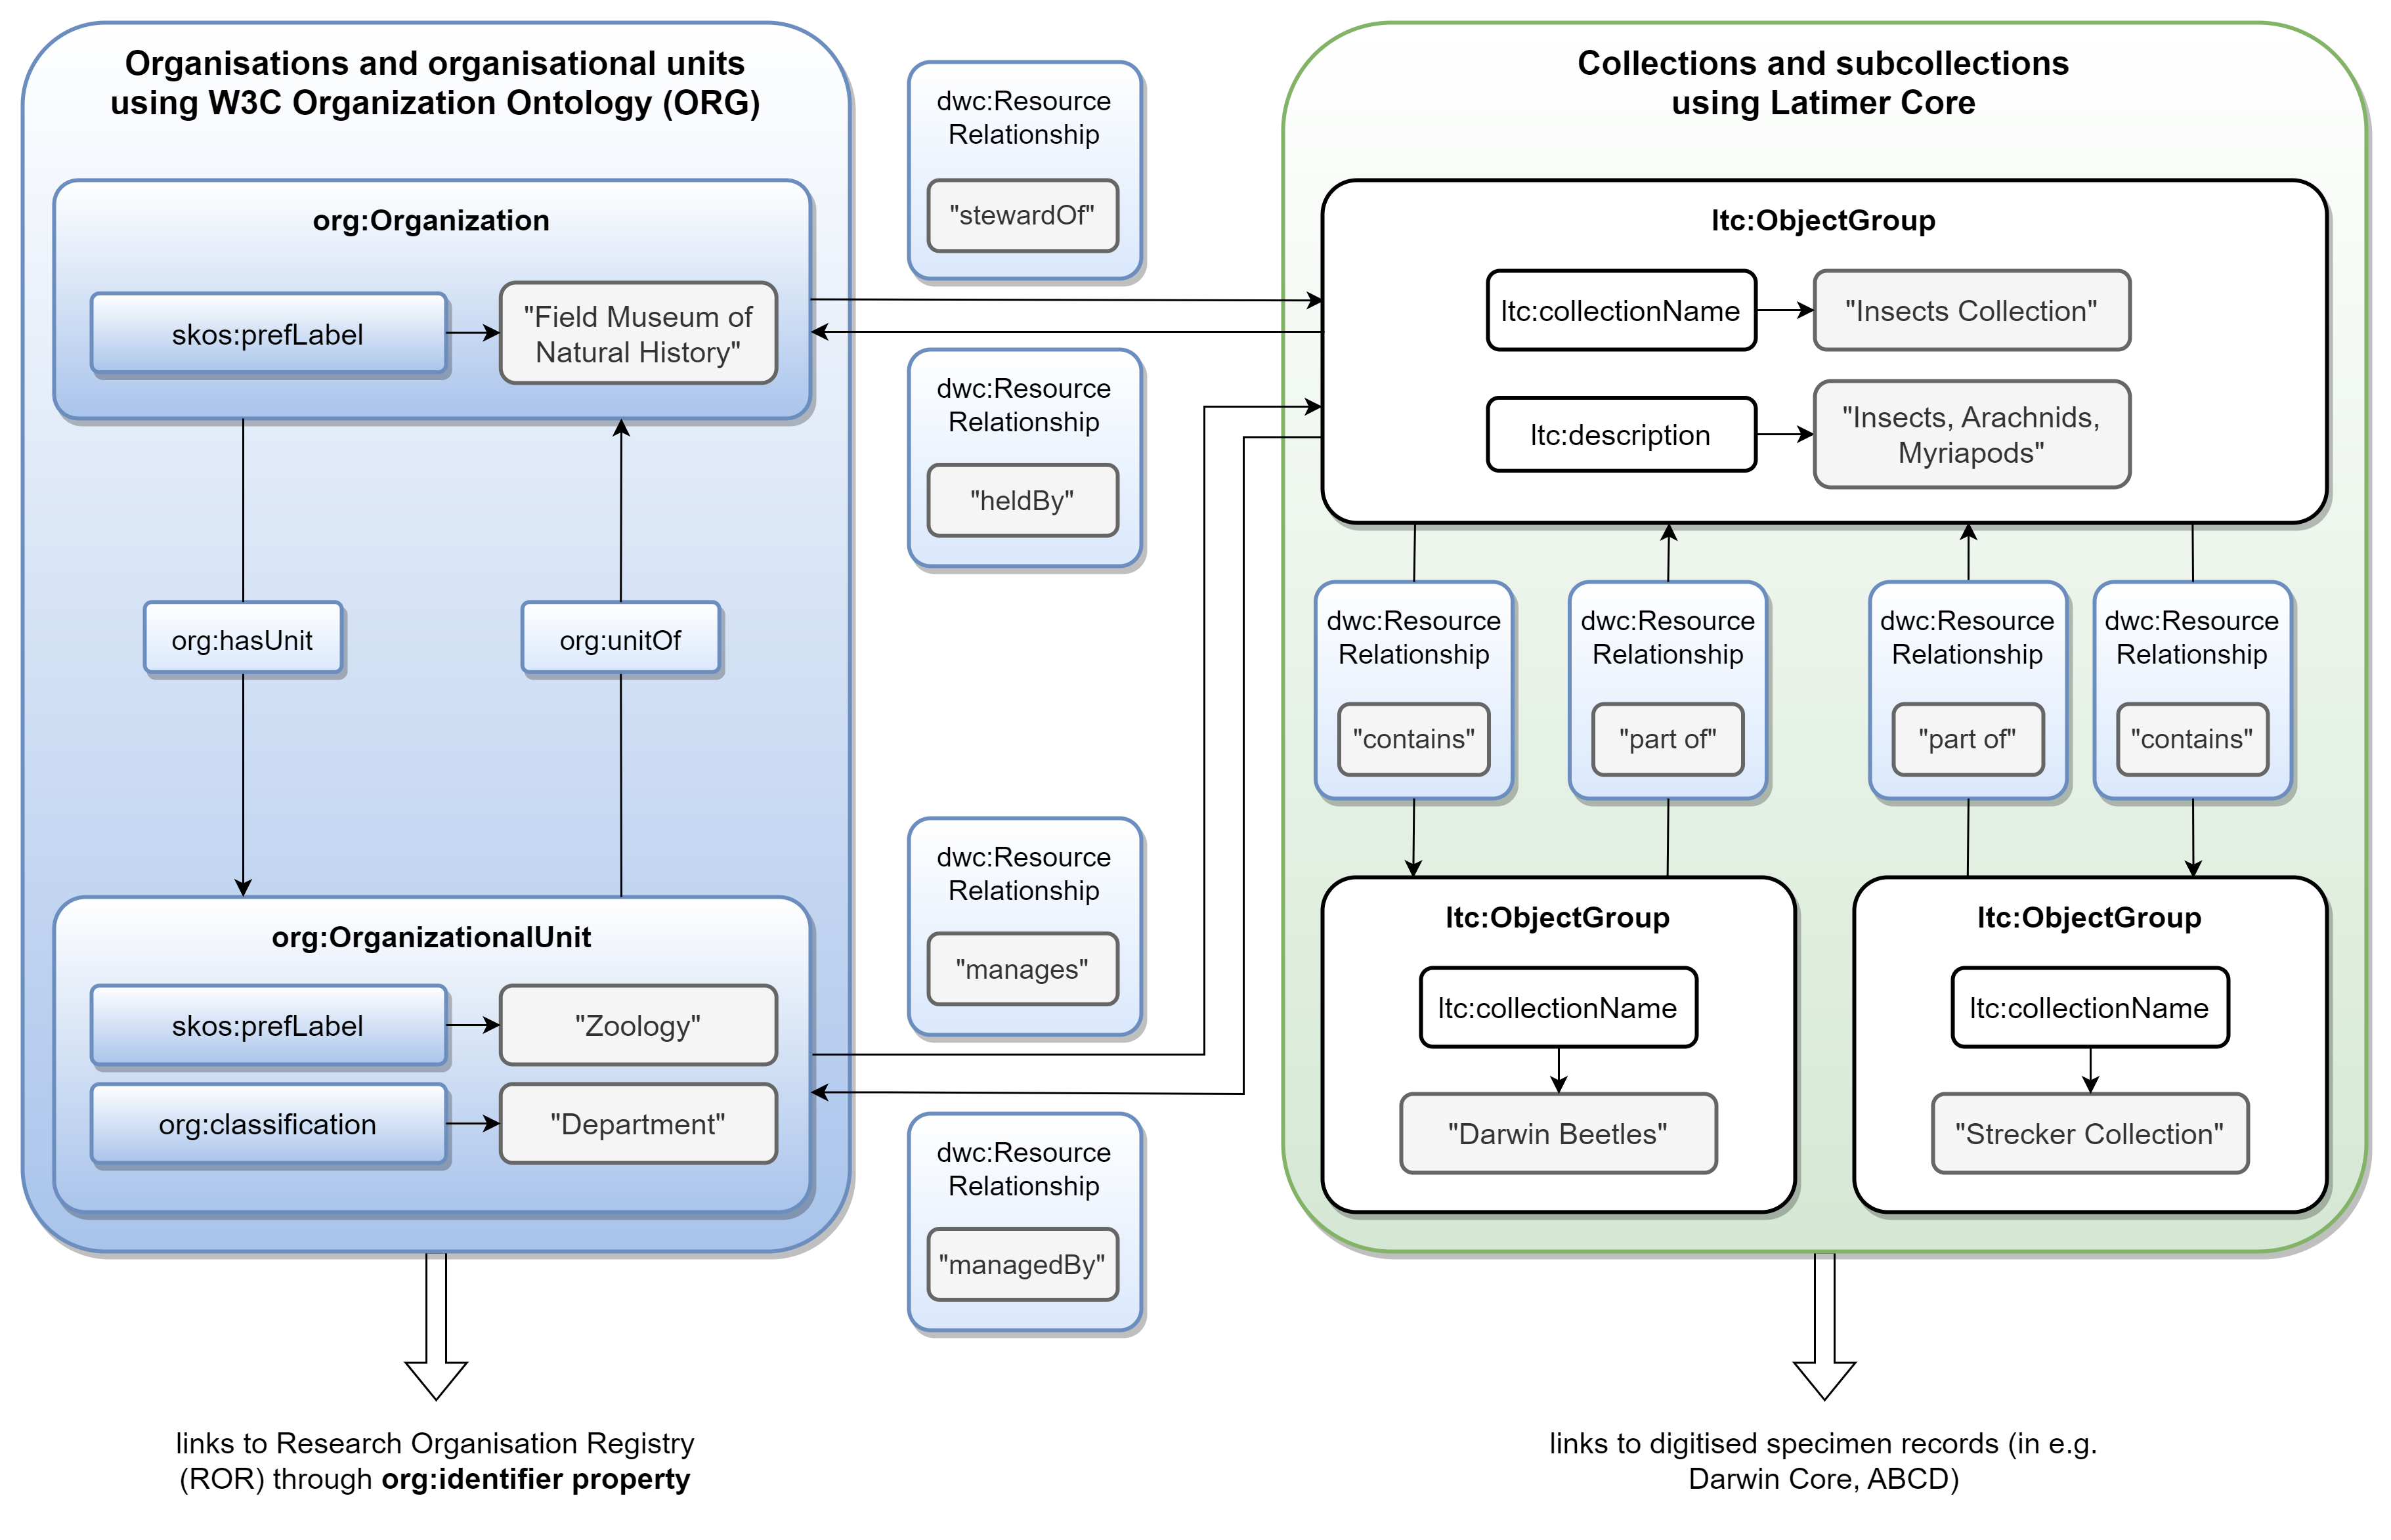 Organisations and organisational units
using W3C Organization Ontology (ORG)
org:Organization
skos:prefLabel
"Field Museum of
Natural History"
org:hasUnit
org:unitOf
org:OrganizationalUnit
skos:prefLabel
"Zoology"
org:classification
"Department"
links to Research Organisation Registry
(ROR) through org:identifier property
dwc:Resource
Relationship
"stewardOf"
dwc:Resource
Relationship
"heldBy"
dwc:Resource
Relationship
"manages"
dwc:Resource
Relationship
"managedBy"
Collections and subcollections
using Latimer Core
ltc:ObjectGroup
ltc:collectionName
"Insects Collection"
ltc:description
"Insects, Arachnids,
Myriapods"
dwc:Resource
Relationship
"contains"
dwc:Resource
Relationship
"part of"
dwc:Resource
Relationship
"part of"
dwc:Resource
Relationship
"contains"
ltc:ObjectGroup
ltc:collectionName
"Darwin Beetles"
ltc:ObjectGroup
ltc:collectionName
"Strecker Collection"
links to digitised specimen records (in e.g.
Darwin Core, ABCD)